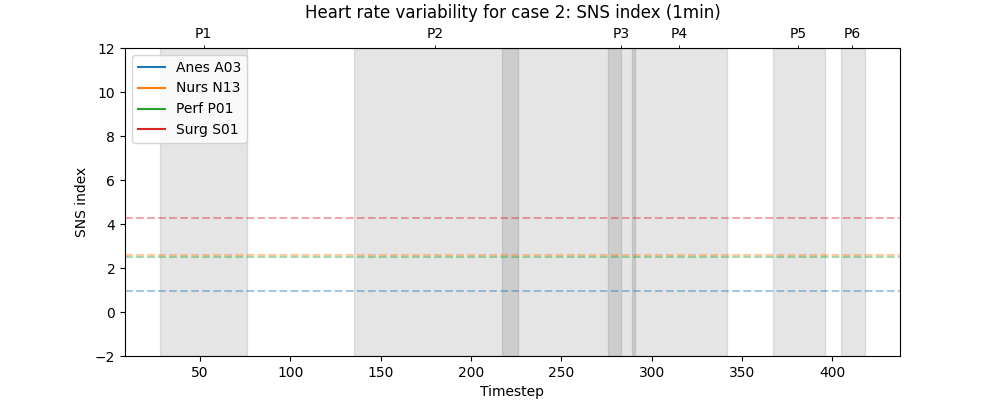 Heart rate variability for case 2: SNS index (1min)
P1 P2 P3 P4 P5 P6
12
10
8
6
4
2
0
−2
SNS index
Anes A03
Nurs N13
Perf P01
Surg S01
50 100 150 200 250 300 350 400
Timestep